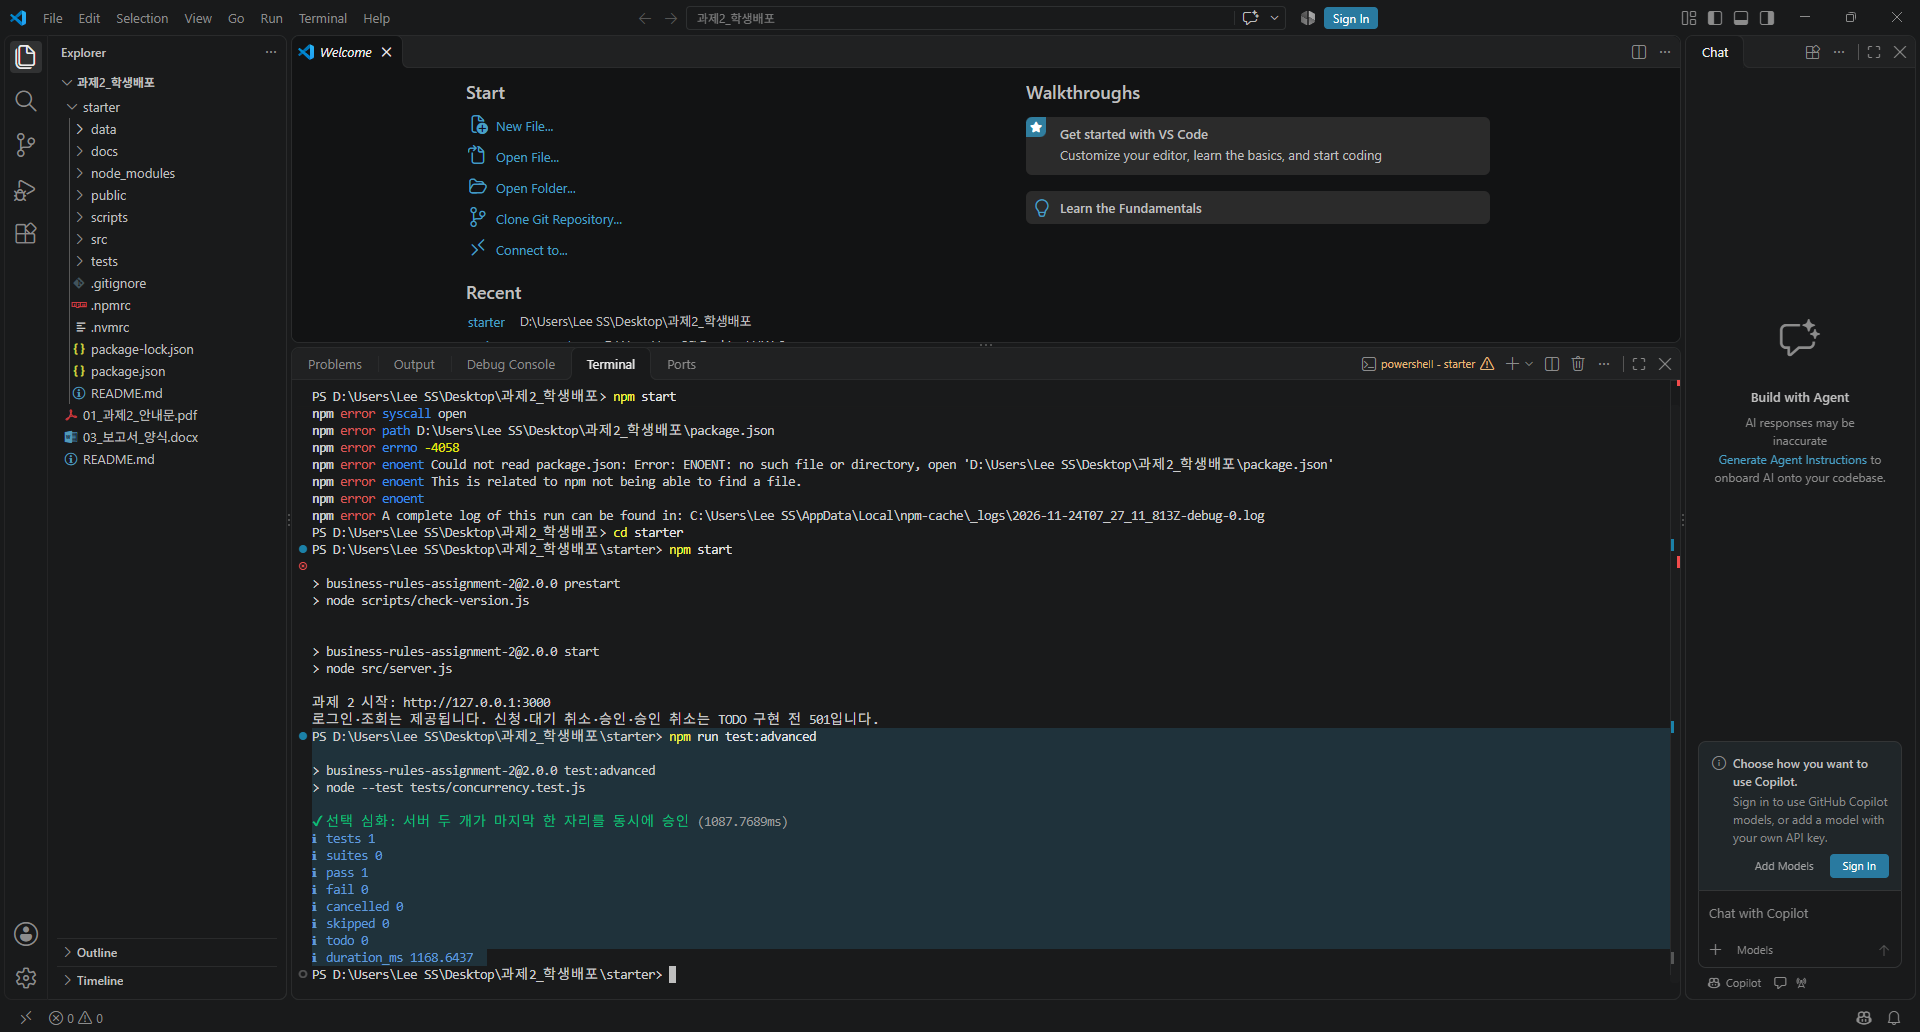 File Edit Selection View Go Run Terminal Help
과제2_학생배포
Sign In
Explorer
과제2_학생배포
starter
data
docs
node_modules
public
scripts
src
tests
.gitignore
.npmrc
.nvmrc
package-lock.json
package.json
README.md
01_과제2_안내문.pdf
03_보고서_양식.docx
README.md
Outline
Timeline
Welcome
Start
New File...
Open File...
Open Folder...
Clone Git Repository...
Connect to...
Recent
starter D:\Users\Lee SS\Desktop\과제2_학생배포
Walkthroughs
Get started with VS Code
Customize your editor, learn the basics, and start coding
Learn the Fundamentals
Problems Output Debug Console Terminal Ports
powershell - starter
PS D:\Users\Lee SS\Desktop\과제2_학생배포> npm start
npm error syscall open
npm error path D:\Users\Lee SS\Desktop\과제2_학생배포\package.json
npm error errno -4058
npm error enoent Could not read package.json: Error: ENOENT: no such file or directory, open 'D:\Users\Lee SS\Desktop\과제2_학생배포\package.json'
npm error enoent This is related to npm not being able to find a file.
npm error enoent
npm error A complete log of this run can be found in: C:\Users\Lee SS\AppData\Local\npm-cache\_logs\2026-11-24T07_27_11_813Z-debug-0.log
PS D:\Users\Lee SS\Desktop\과제2_학생배포> cd starter
PS D:\Users\Lee SS\Desktop\과제2_학생배포\starter> npm start
> business-rules-assignment-2@2.0.0 prestart
> node scripts/check-version.js
> business-rules-assignment-2@2.0.0 start
> node src/server.js
과제 2 시작: http://127.0.0.1:3000
로그인·조회는 제공됩니다. 신청·대기 취소·승인·승인 취소는 TODO 구현 전 501입니다.
PS D:\Users\Lee SS\Desktop\과제2_학생배포\starter> npm run test:advanced
> business-rules-assignment-2@2.0.0 test:advanced
> node --test tests/concurrency.test.js
✓ 선택 심화: 서버 두 개가 마지막 한 자리를 동시에 승인 (1087.7689ms)
ℹ tests 1
ℹ suites 0
ℹ pass 1
ℹ fail 0
ℹ cancelled 0
ℹ skipped 0
ℹ todo 0
ℹ duration_ms 1168.6437
PS D:\Users\Lee SS\Desktop\과제2_학생배포\starter>
Chat
Build with Agent
AI responses may be
inaccurate
Generate Agent Instructions to
onboard AI onto your codebase.
Choose how you want to
use Copilot.
Sign in to use GitHub Copilot
models, or add a model with
your own API key.
Add Models Sign In
Chat with Copilot
Models
Copilot
0 0